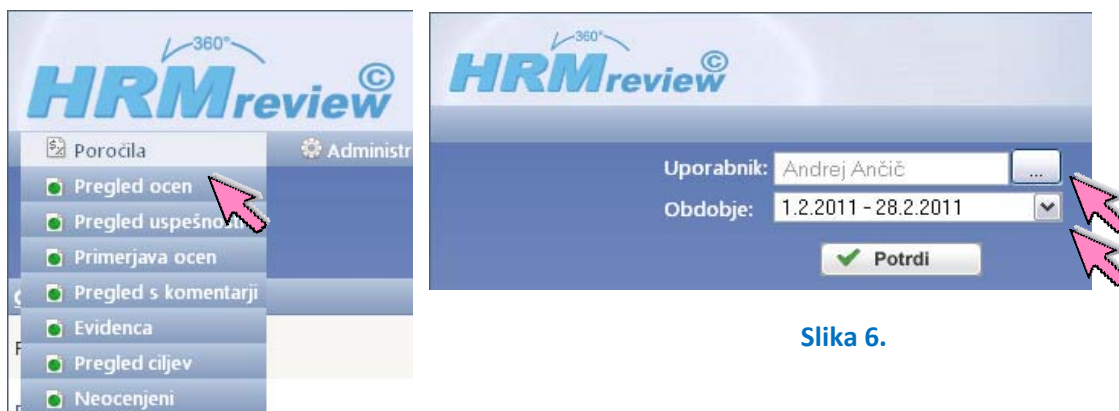 360°
HRMreview©
Poročila
Administr
Pregled ocen
Pregled uspešnosti
Primerjava ocen
Pregled s komentarji
Evidenca
Pregled ciljev
Neocenjeni
360°
HRMreview©
Uporabnik: Andrej Ančič ...
Obdobje: 1.2.2011 - 28.2.2011
Potrdi
Slika 6.